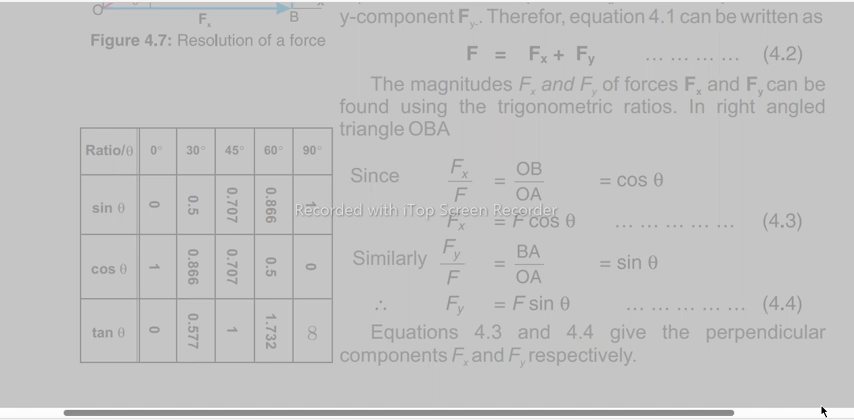 O
Fₓ
B
x
Figure 4.7: Resolution of a force
y-component Fy. Therefor, equation 4.1 can be written as
F = Fx + Fy … … … … (4.2)
The magnitudes Fx and Fy of forces Fx and Fy can be
found using the trigonometric ratios. In right angled
triangle OBA
Since Fx/F = OB/OA = cos θ
Fx = F cos θ … … … … … (4.3)
Similarly Fy/F = BA/OA = sin θ
∴ Fy = F sin θ … … … … … (4.4)
Equations 4.3 and 4.4 give the perpendicular
components Fx and Fy respectively.
Ratio/θ 0° 30° 45° 60° 90°
sin θ 0 0.5 0.707 0.866 1
cos θ 1 0.866 0.707 0.5 0
tan θ 0 0.577 1 1.732 ∞
Recorded with iTop Screen Recorder